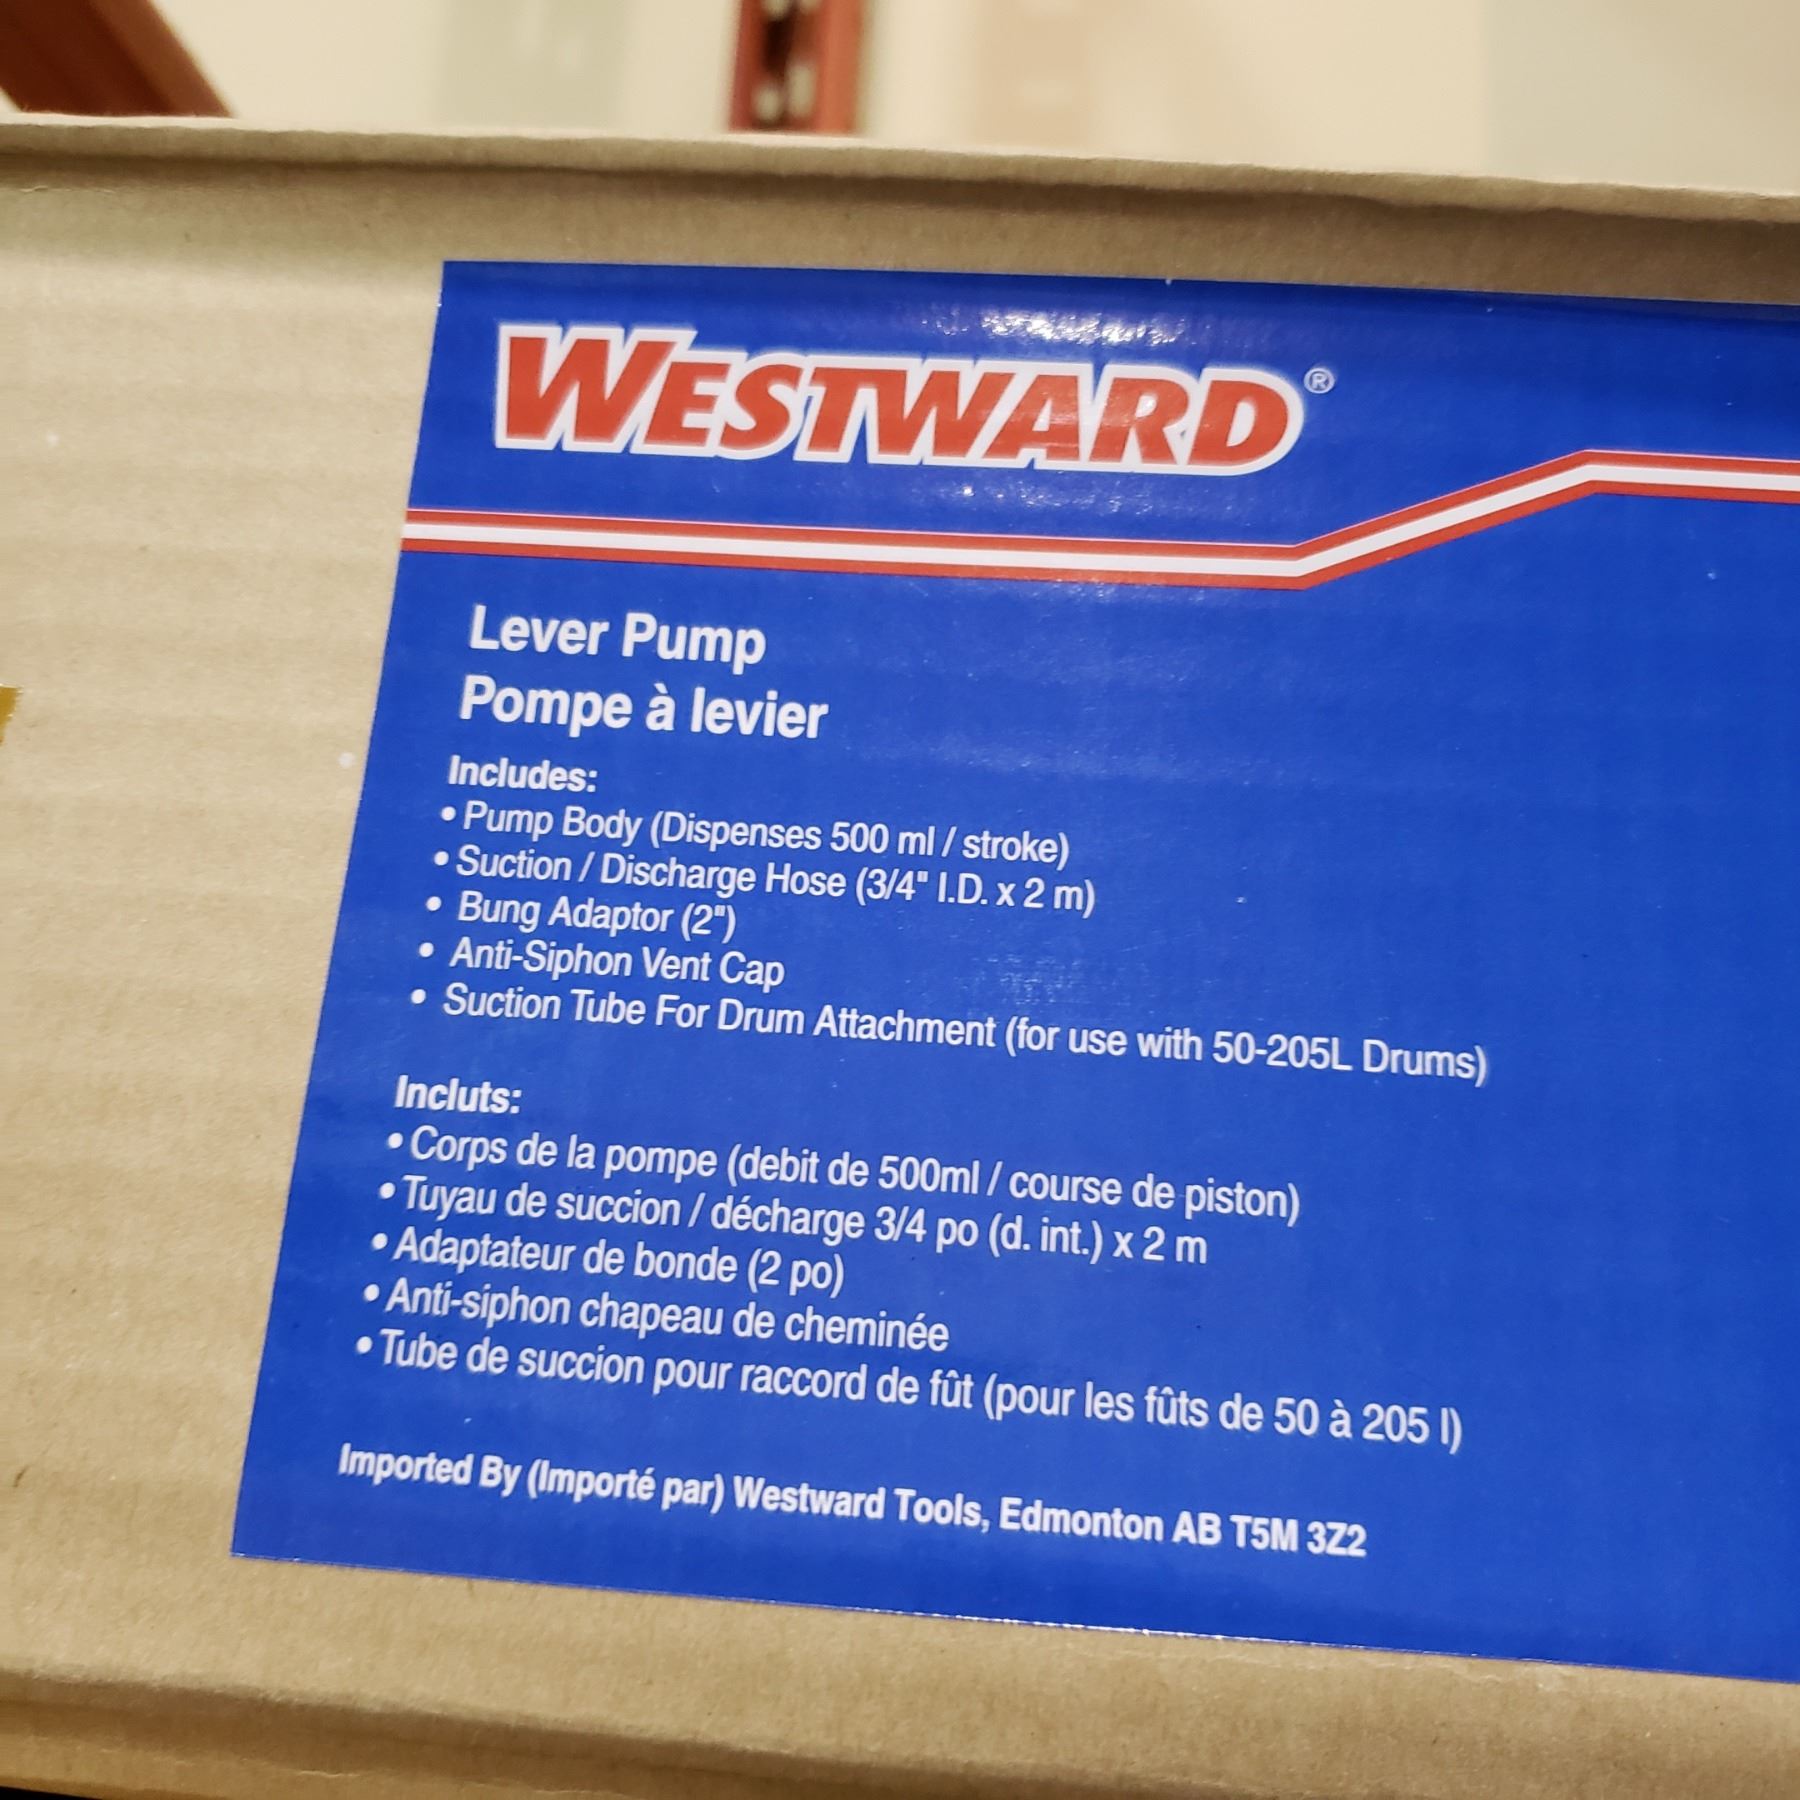 WESTWARD®
Lever Pump
Pompe à levier
Includes:
• Pump Body (Dispenses 500 ml / stroke)
• Suction / Discharge Hose (3/4" I.D. x 2 m)
• Bung Adaptor (2")
• Anti-Siphon Vent Cap
• Suction Tube For Drum Attachment (for use with 50-205L Drums)
Incluts:
• Corps de la pompe (debit de 500ml / course de piston)
• Tuyau de succion / décharge 3/4 po (d. int.) x 2 m
• Adaptateur de bonde (2 po)
• Anti-siphon chapeau de cheminée
• Tube de succion pour raccord de fût (pour les fûts de 50 à 205 l)
Imported By (Importé par) Westward Tools, Edmonton AB T5M 3Z2